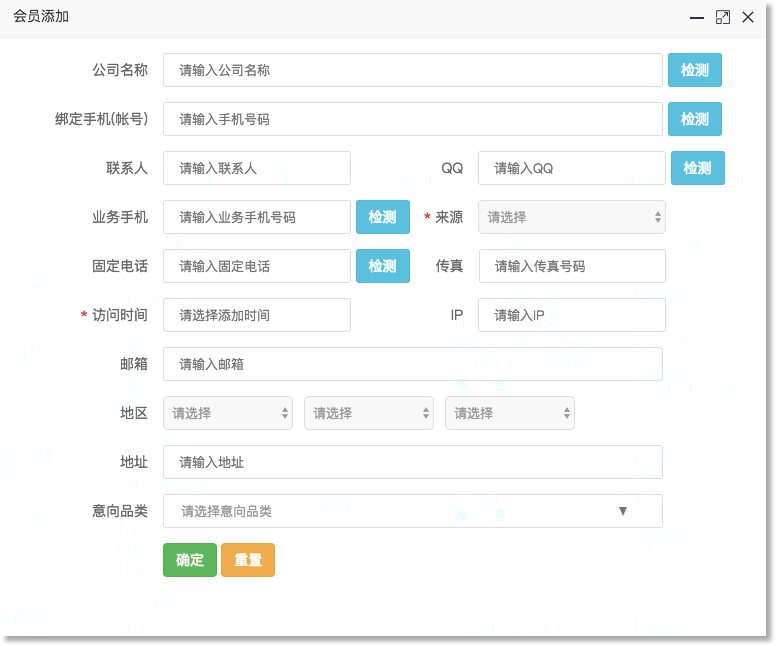 会员添加
公司名称 请输入公司名称 检测
绑定手机(帐号) 请输入手机号码 检测
联系人 请输入联系人 QQ 请输入QQ 检测
业务手机 请输入业务手机号码 检测 * 来源 请选择
固定电话 请输入固定电话 检测 传真 请输入传真号码
* 访问时间 请选择添加时间 IP 请输入IP
邮箱 请输入邮箱
地区 请选择 请选择 请选择
地址 请输入地址
意向品类 请选择意向品类
确定 重置